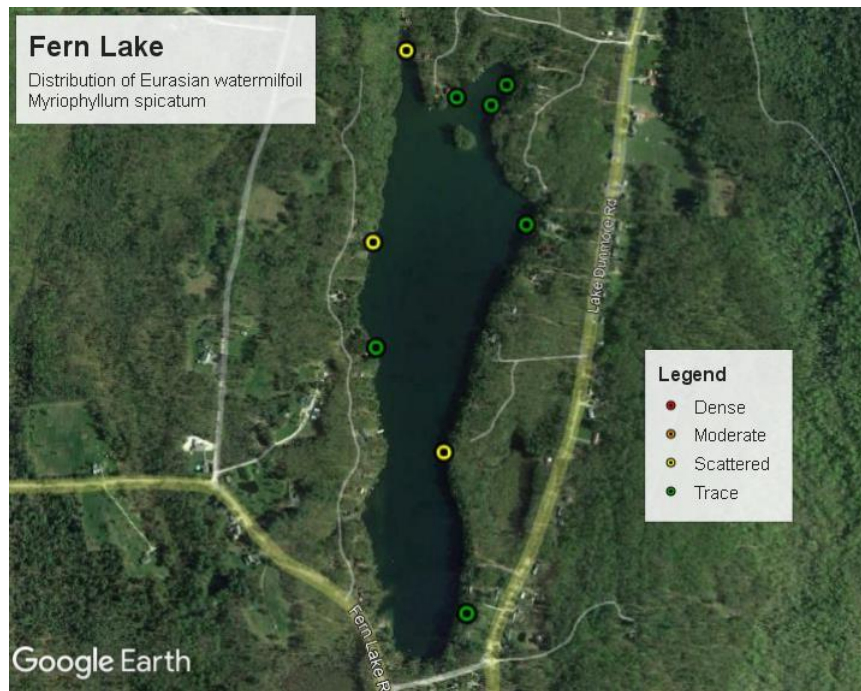 Fern Lake
Distribution of Eurasian watermilfoil
Myriophyllum spicatum
Lake Dunmore Rd
Legend
Dense
Moderate
Scattered
Trace
Fern Lake R
Google Earth